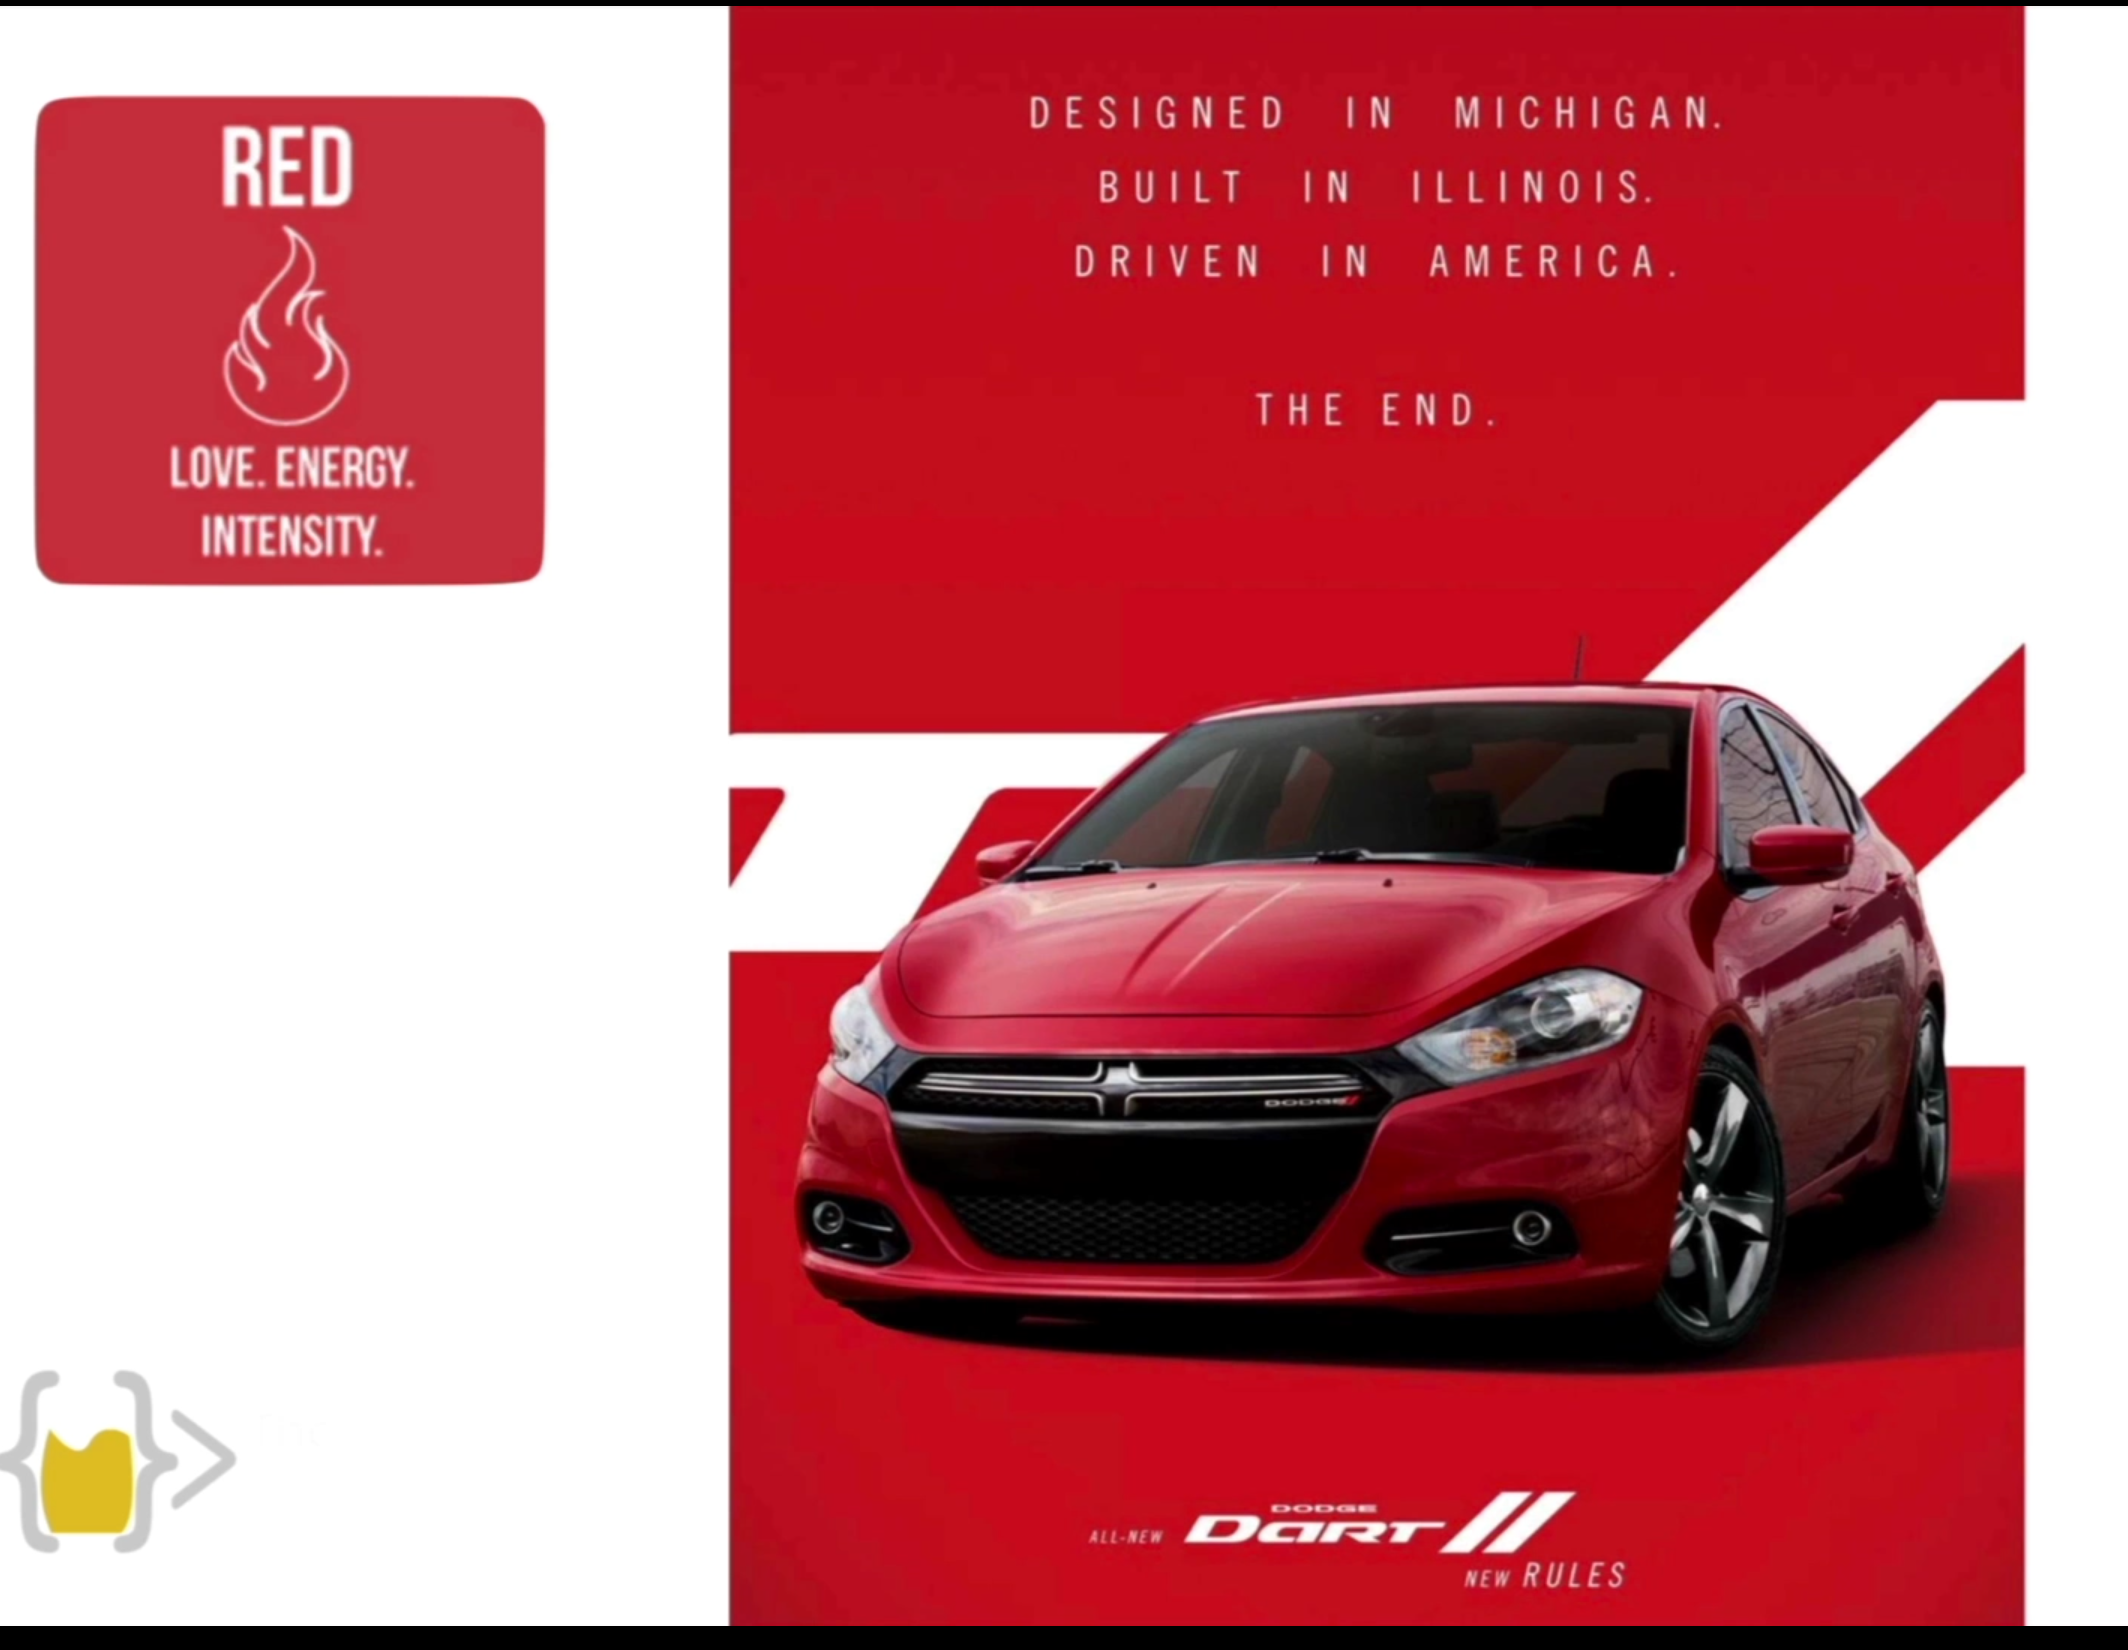 RED
LOVE. ENERGY.
INTENSITY.
DESIGNED IN MICHIGAN.
BUILT IN ILLINOIS.
DRIVEN IN AMERICA.
THE END.
DODGE
ALL-NEW
DODGE
DART
NEW RULES